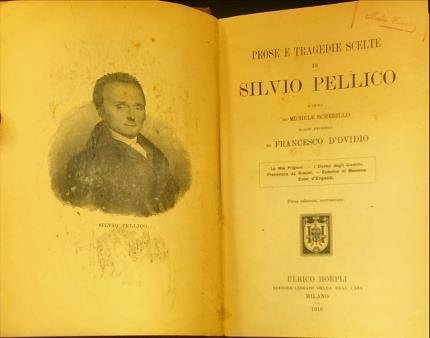 SILVIO PELLICO
PROSE E TRAGEDIE SCELTE
DI
SILVIO PELLICO
A CURA
DI MICHELE SCHERILLO
E CON PROEMIO
DI FRANCESCO D'OVIDIO
Le Mie Prigioni. — I Doveri degli Uomini.
Francesca da Rimini. — Eufemio di Messina.
Ester d'Engaddi.
edizione,
ULRICO HOEPLI
EDITORE-LIBRAIO DELLA REAL CASA
MILANO